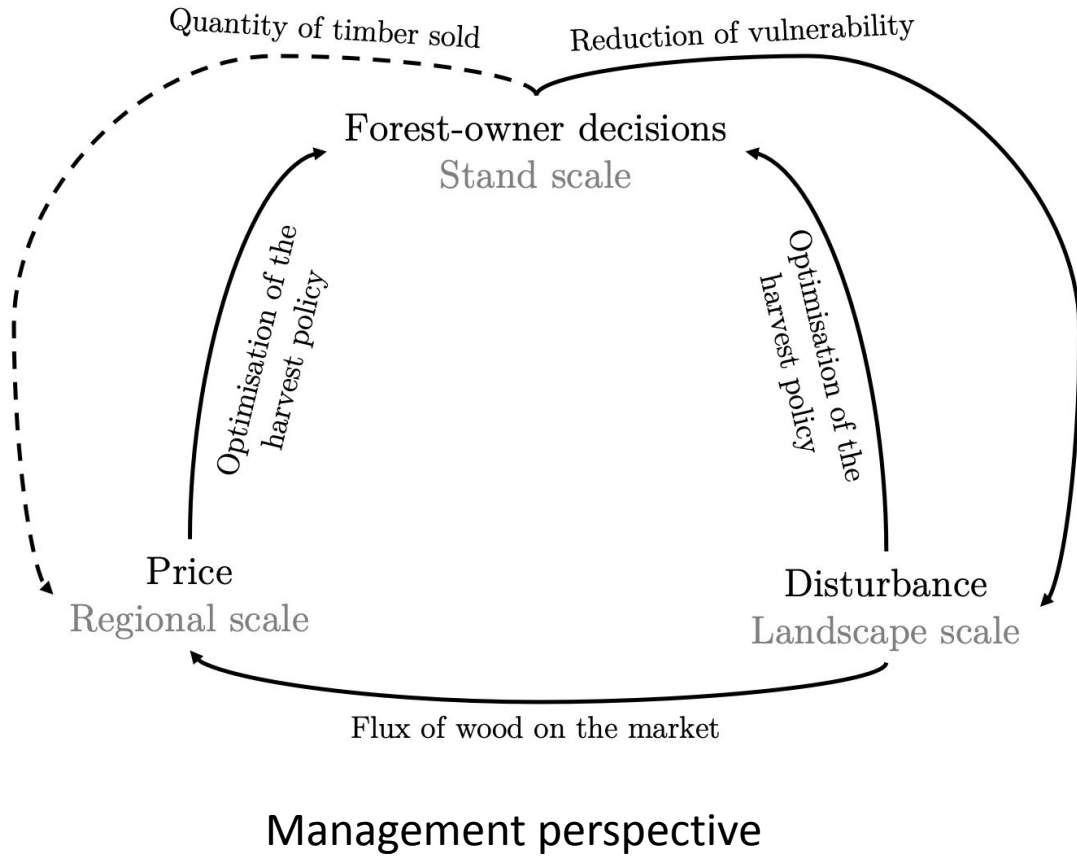 Quantity of timber sold
Reduction of vulnerability
Forest-owner decisions
Stand scale
Optimisation of the
harvest policy
Optimisation of the
harvest policy
Price
Regional scale
Disturbance
Landscape scale
Flux of wood on the market
Management perspective